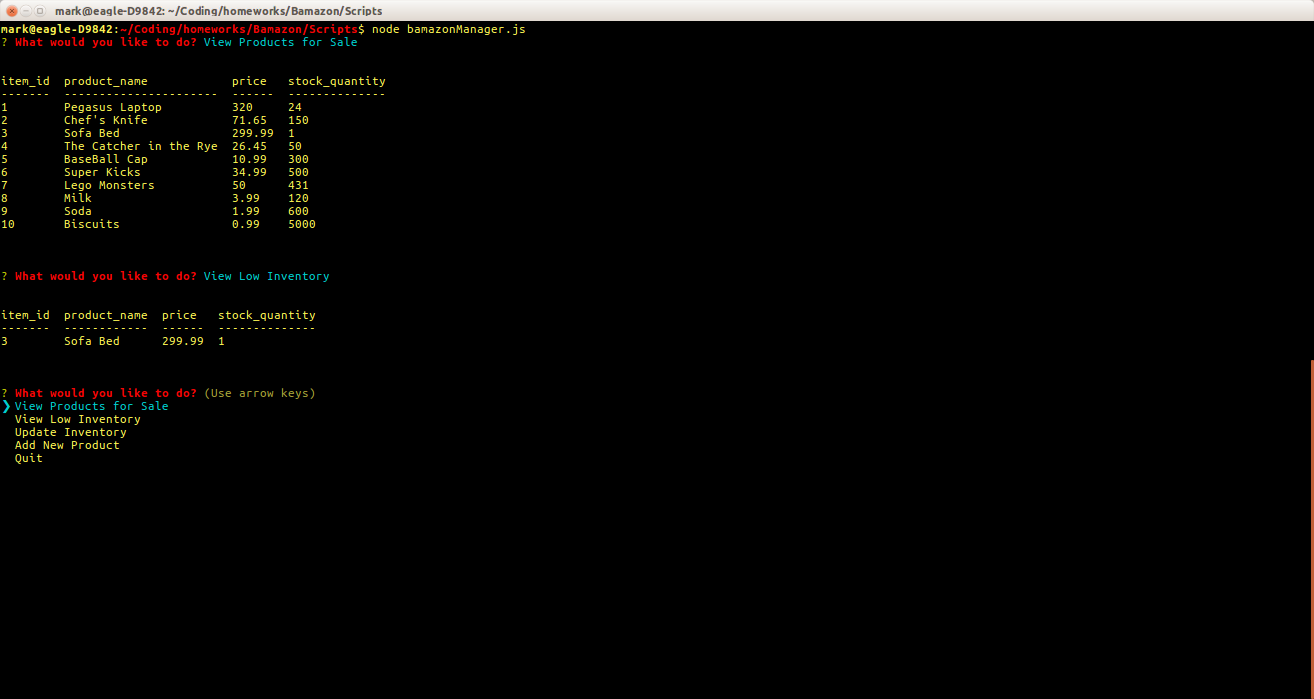 mark@eagle-D9842: ~/Coding/homeworks/Bamazon/Scripts
mark@eagle-D9842:~/Coding/homeworks/Bamazon/Scripts$ node bamazonManager.js
? What would you like to do? View Products for Sale
item_id  product_name            price   stock_quantity
-------  ----------------------  ------  --------------
1        Pegasus Laptop          320     24
2        Chef's Knife            71.65   150
3        Sofa Bed                299.99  1
4        The Catcher in the Rye  26.45   50
5        BaseBall Cap            10.99   300
6        Super Kicks             34.99   500
7        Lego Monsters           50      431
8        Milk                    3.99    120
9        Soda                    1.99    600
10       Biscuits                0.99    5000
? What would you like to do? View Low Inventory
item_id  product_name  price   stock_quantity
-------  ------------  ------  --------------
3        Sofa Bed      299.99  1
? What would you like to do? (Use arrow keys)
❯ View Products for Sale
  View Low Inventory
  Update Inventory
  Add New Product
  Quit